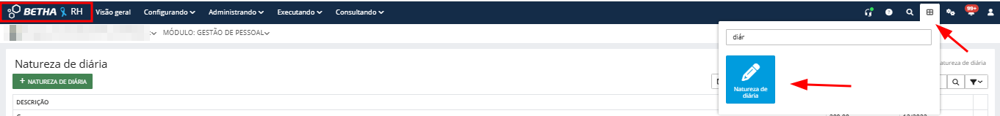 BETHA RH Visão geral Configurando Administrando Executando Consultando 99+
MÓDULO: GESTÃO DE PESSOAL
diár
Natureza de diária
atureza de diária
+ NATUREZA DE DIÁRIA
Natureza de
diária
DESCRIÇÃO